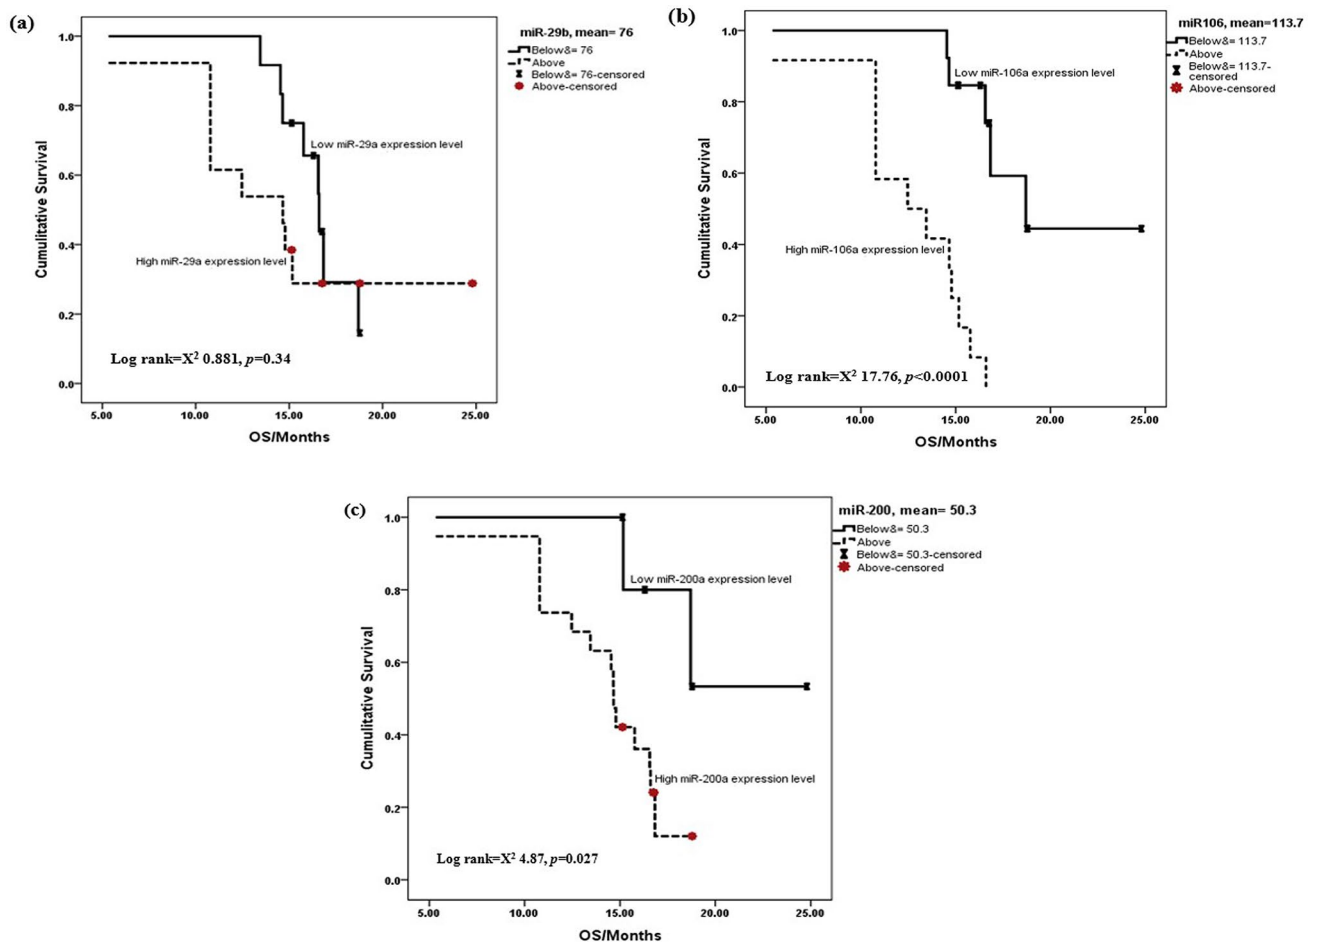 (a)
miR-29b, mean= 76
Below&= 76
Above
Below&= 76-censored
Above-censored
1.0
0.8
0.6
0.4
0.2
0.0
Cumulitative Survival
Low miR-29a expression level
High miR-29a expression level
Log rank=X² 0.881, p=0.34
5.00 10.00 15.00 20.00 25.00
OS/Months
(b)
miR106, mean=113.7
Below&= 113.7
Above
Below&= 113.7-
censored
Above-censored
1.0
0.8
0.6
0.4
0.2
0.0
Cumulitative Survival
Low miR-106a expression level
High miR-106a expression level
Log rank=X² 17.76, p<0.0001
5.00 10.00 15.00 20.00 25.00
OS/Months
(c)
miR-200, mean= 50.3
Below&= 50.3
Above
Below&= 50.3-censored
Above-censored
1.0
0.8
0.6
0.4
0.2
0.0
Cumulitative Survival
Low miR-200a expression level
High miR-200a expression level
Log rank=X² 4.87, p=0.027
5.00 10.00 15.00 20.00 25.00
OS/Months